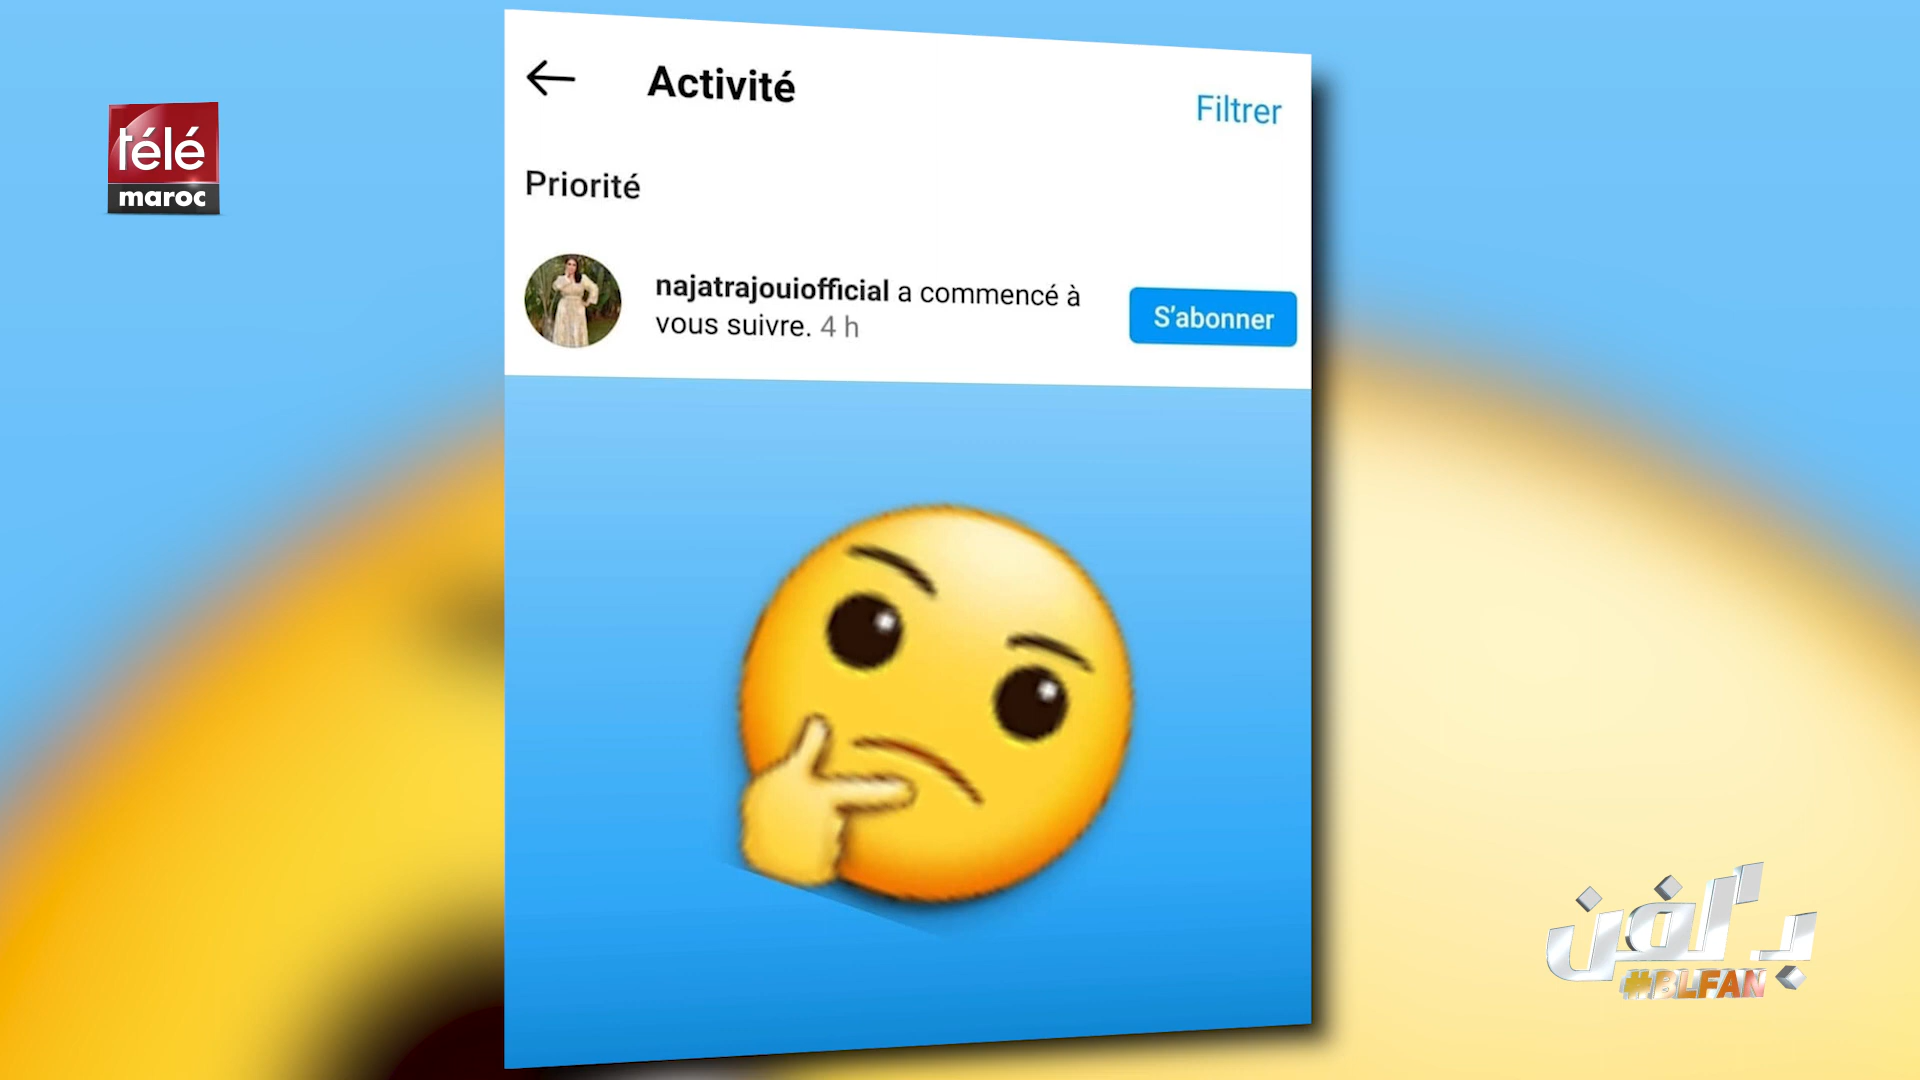 télé
maroc
Activité
Filtrer
Priorité
najatrajouiofficial a commencé à
vous suivre. 4 h
S'abonner
بالفن
#BLFAN